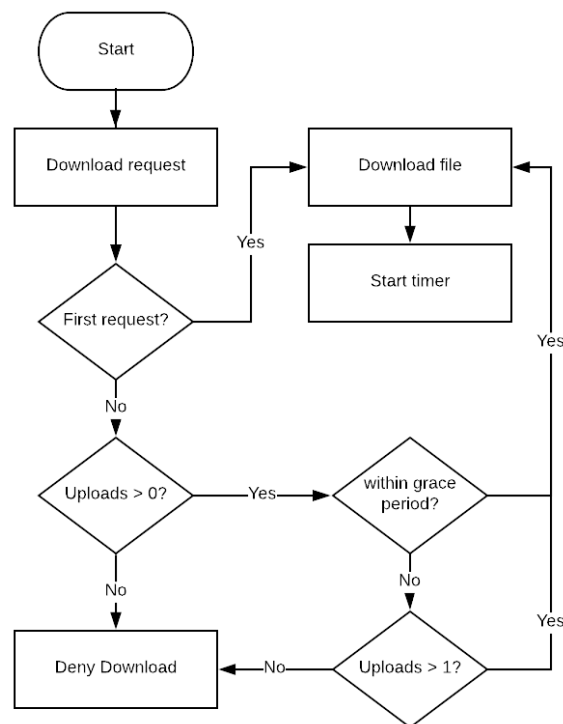 Start
Download request
Download file
Yes
Start timer
First request?
Yes
No
Uploads > 0?
Yes
within grace
period?
No
No
Yes
Deny Download
No
Uploads > 1?